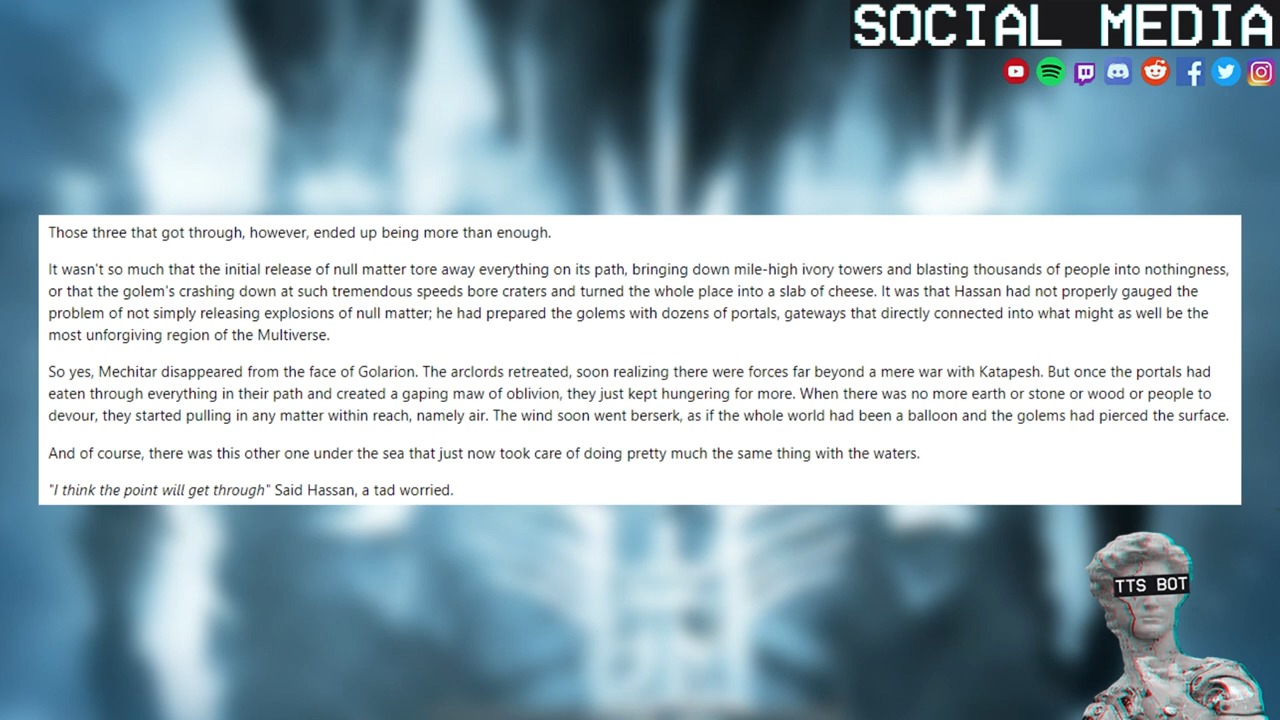 SOCIAL MEDIA
Those three that got through, however, ended up being more than enough.
It wasn't so much that the initial release of null matter tore away everything on its path, bringing down mile-high ivory towers and blasting thousands of people into nothingness,
or that the golem's crashing down at such tremendous speeds bore craters and turned the whole place into a slab of cheese. It was that Hassan had not properly gauged the
problem of not simply releasing explosions of null matter; he had prepared the golems with dozens of portals, gateways that directly connected into what might as well be the
most unforgiving region of the Multiverse.
So yes, Mechitar disappeared from the face of Golarion. The arclords retreated, soon realizing there were forces far beyond a mere war with Katapesh. But once the portals had
eaten through everything in their path and created a gaping maw of oblivion, they just kept hungering for more. When there was no more earth or stone or wood or people to
devour, they started pulling in any matter within reach, namely air. The wind soon went berserk, as if the whole world had been a balloon and the golems had pierced the surface.
And of course, there was this other one under the sea that just now took care of doing pretty much the same thing with the waters.
"I think the point will get through" Said Hassan, a tad worried.
TTS BOT